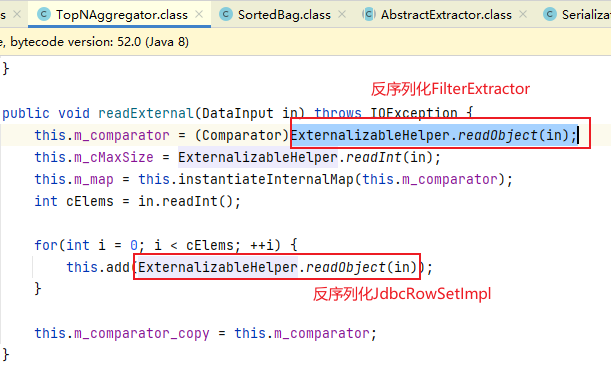 s TopNAggregator.class SortedBag.class AbstractExtractor.class Serializat
e, bytecode version: 52.0 (Java 8)
}
反序列化FilterExtractor
public void readExternal(DataInput in) throws IOException {
this.m_comparator = (Comparator)ExternalizableHelper.readObject(in);
this.m_cMaxSize = ExternalizableHelper.readInt(in);
this.m_map = this.instantiateInternalMap(this.m_comparator);
int cElems = in.readInt();
for(int i = 0; i < cElems; ++i) {
this.add(ExternalizableHelper.readObject(in));
}
反序列化JdbcRowSetImpl
this.m_comparator_copy = this.m_comparator;
}